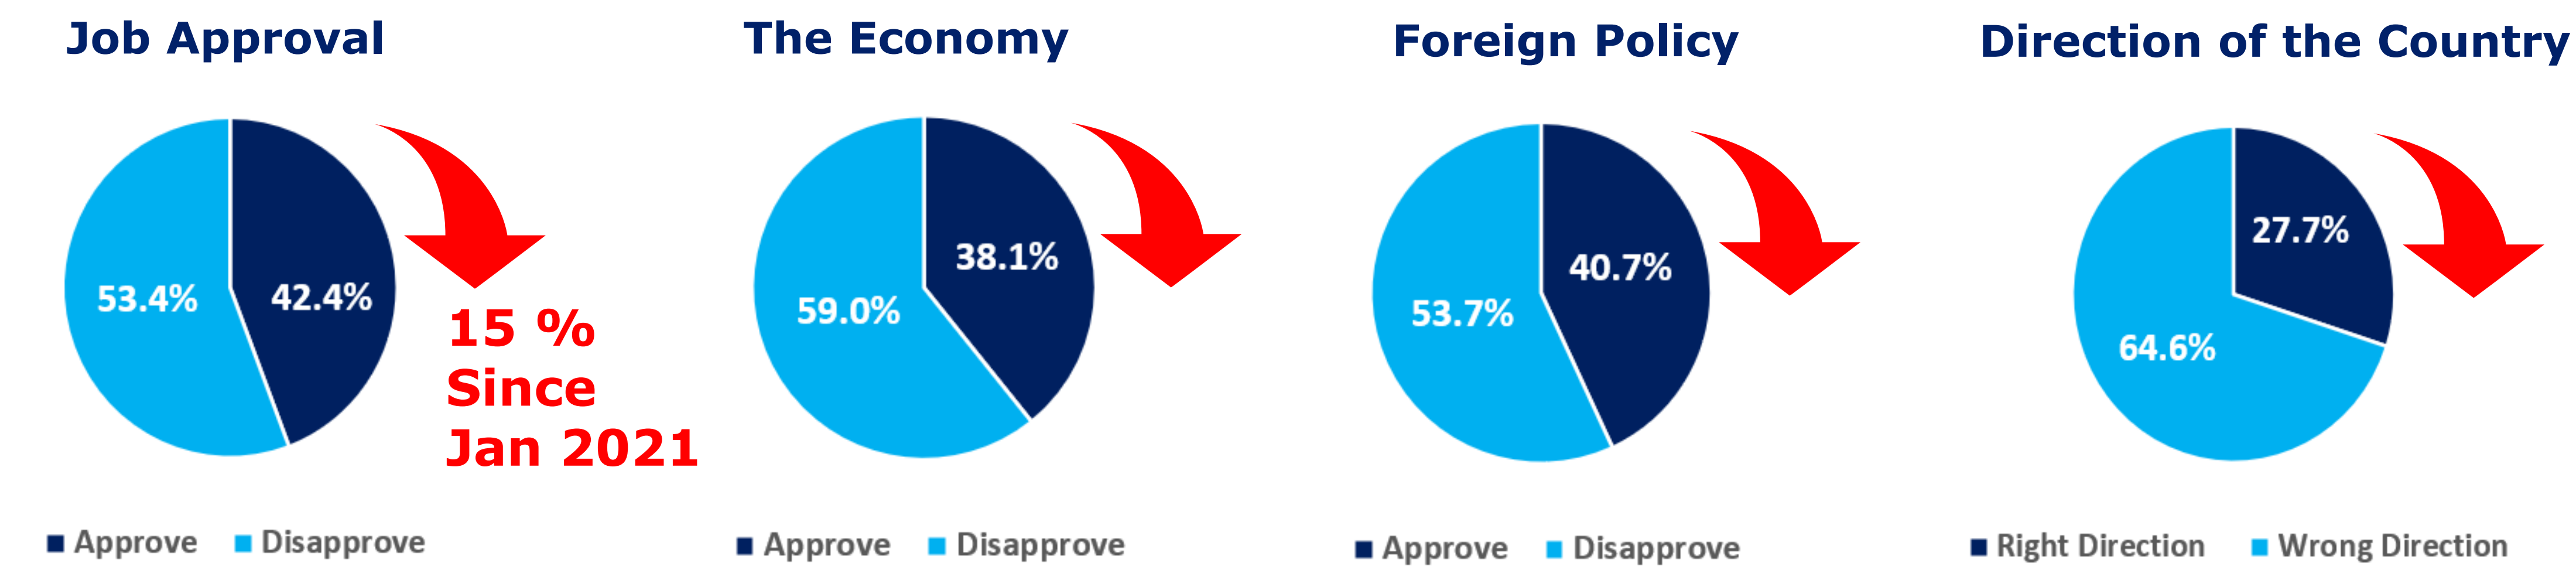 Job Approval
53.4%
42.4%
15 %
Since
Jan 2021
Approve
Disapprove
The Economy
38.1%
59.0%
Approve
Disapprove
Foreign Policy
40.7%
53.7%
Approve
Disapprove
Direction of the Country
27.7%
64.6%
Right Direction
Wrong Direction